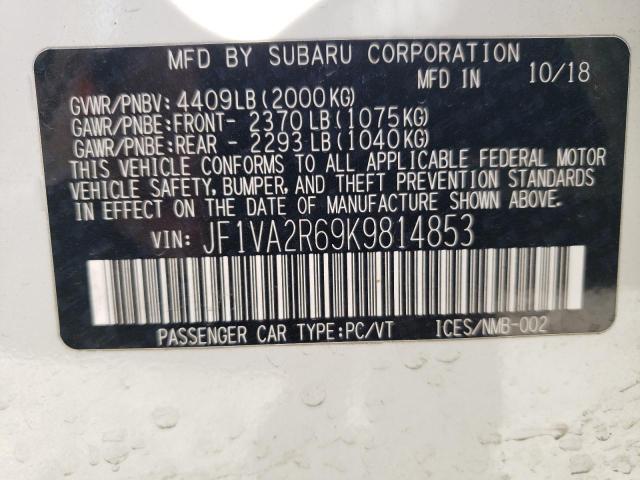 MFD BY SUBARU CORPORATION
MFD IN 10/18
GVWR/PNBV: 4409LB(2000KG)
GAWR/PNBE:FRONT- 2370LB(1075KG)
GAWR/PNBE:REAR - 2293LB(1040KG)
THIS VEHICLE CONFORMS TO ALL APPLICABLE FEDERAL MOTOR
VEHICLE SAFETY, BUMPER, AND THEFT PREVENTION STANDARDS
IN EFFECT ON THE DATE OF MANUFACTURE SHOWN ABOVE.
VIN: JF1VA2R69K9814853
PASSENGER CAR TYPE:PC/VT ICES/NMB-002